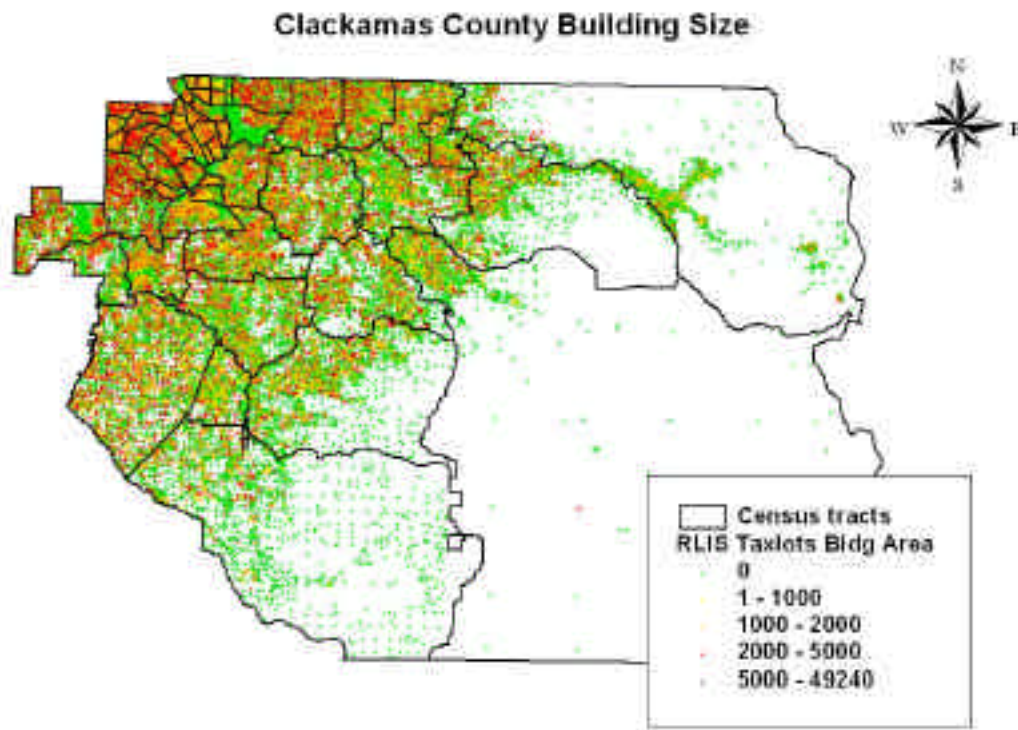 Clackamas County Building Size
N
W E
S
Census tracts
RLIS Taxlots Bldg Area
0
1 - 1000
1000 - 2000
2000 - 5000
5000 - 49240